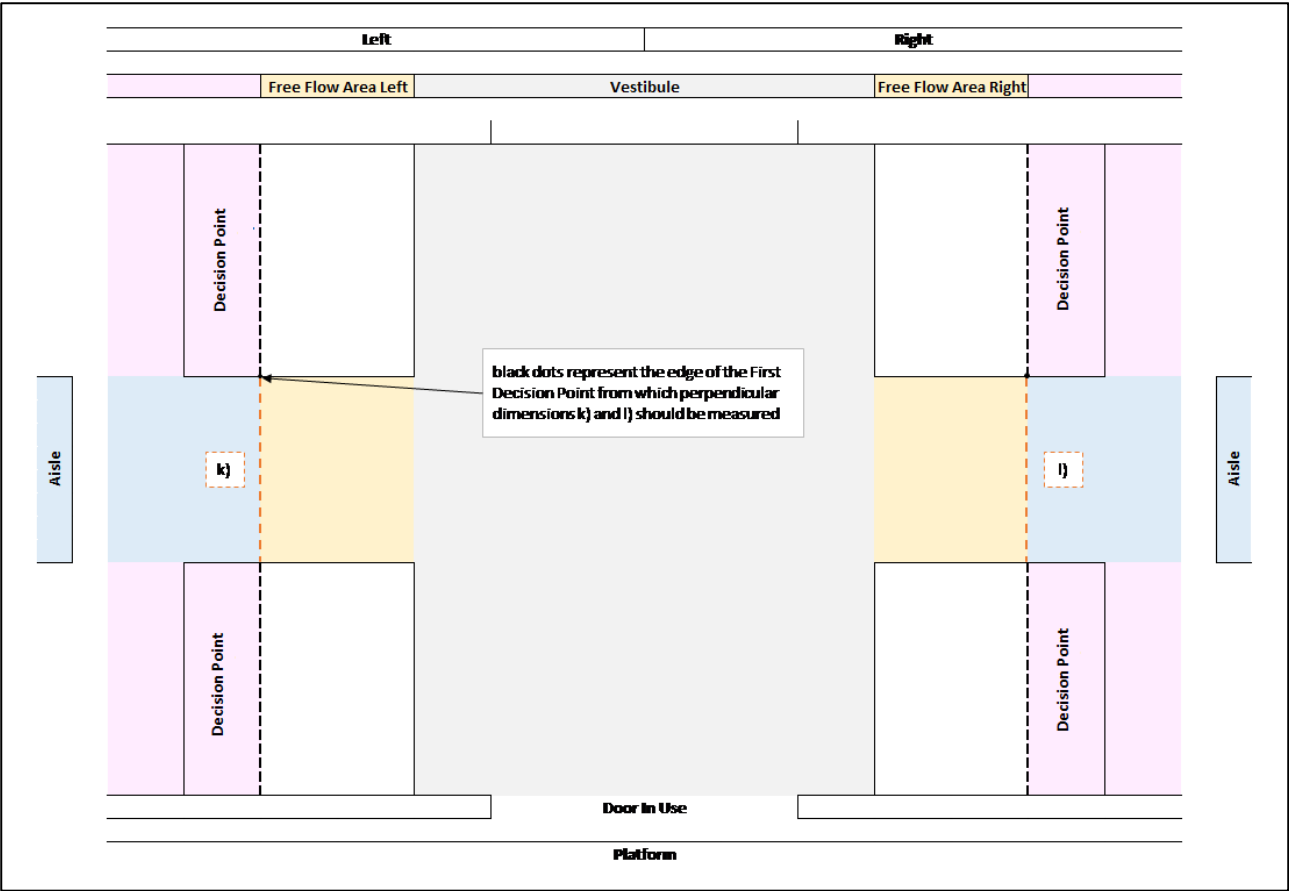 Left
Right
Free Flow Area Left
Vestibule
Free Flow Area Right
Decision Point
Decision Point
black dots represent the edge of the First
Decision Point from which perpendicular
dimensions k) and l) should be measured
Aisle
k)
l)
Aisle
Decision Point
Decision Point
Door In Use
Platform